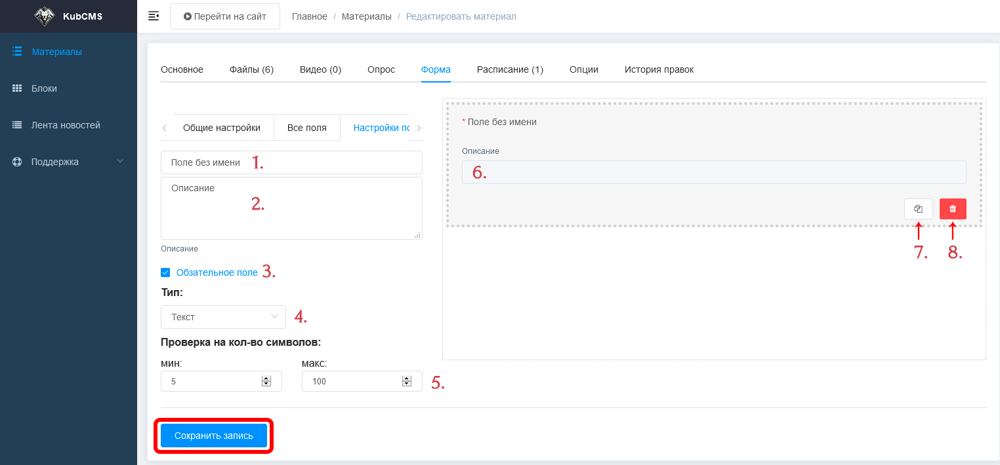 KubCMS
Перейти на сайт
Главное / Материалы / Редактировать материал
Материалы
Блоки
Лента новостей
Поддержка
Основное Файлы (6) Видео (0) Опрос Форма Расписание (1) Опции История правок
Общие настройки Все поля Настройки по
Поле без имени 1.
Описание
2.
Описание
Обзательное поле 3.
Тип:
Текст 4.
Проверка на кол-во символов:
мин: макс:
5 100 5.
Сохранить запись
* Поле без имени
Описание
6.
7. 8.